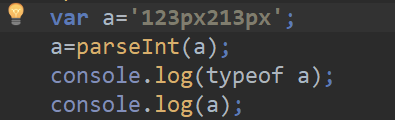 var a='123px213px';
a=parseInt(a);
console.log(typeof a);
console.log(a);